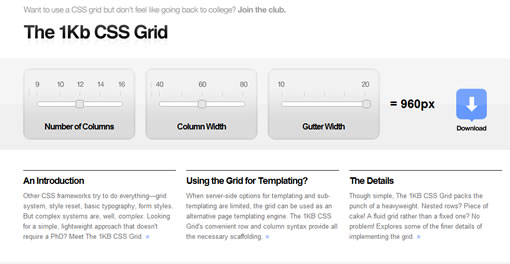 Want to use a CSS grid but don't feel like going back to college? Join the club.
The 1Kb CSS Grid
9 10 12 14 16
40 60 80
10 20
Number of Columns
Column Width
Gutter Width
= 960px
Download
An Introduction
Other CSS frameworks try to do everything—grid
system, style reset, basic typography, form styles.
But complex systems are, well, complex. Looking
for a simple, lightweight approach that doesn't
require a PhD? Meet The 1KB CSS Grid. »
Using the Grid for Templating?
When server-side options for templating and sub-
templating are limited, the grid can be used as an
alternative page templating engine. The 1KB CSS
Grid's convenient row and column syntax provide all
the necessary scaffolding. »
The Details
Though simple, The 1KB CSS Grid packs the
punch of a heavyweight. Nested rows? Piece of
cake! A fluid grid rather than a fixed one? No
problem! Explores some of the finer details of
implementing the grid. »